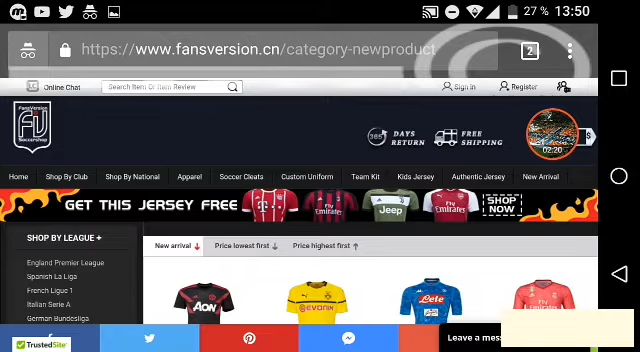 27 % 13:50
https://www.fansversion.cn/category-newproduct
2
Online Chat
Search Item Or Item Review
Sign In
Register
FansVersion
Soccershop
365 DAYS RETURN
FREE SHIPPING
$
02:20
Home
Shop By Club
Shop By National
Apparel
Soccer Cleats
Custom Uniform
Team Kit
Kids Jersey
Authentic Jersey
New Arrival
GET THIS JERSEY FREE
Fly Emirates
Jeep
Fly Emirates
SHOP NOW
SHOP BY LEAGUE +
New arrival
Price lowest first
Price highest first
England Premier League
Spanish La Liga
French Ligue 1
Italian Serie A
German Bundesliga
AON
EVONIK
Lete
Fly Emirates
TrustedSite
Leave a mess